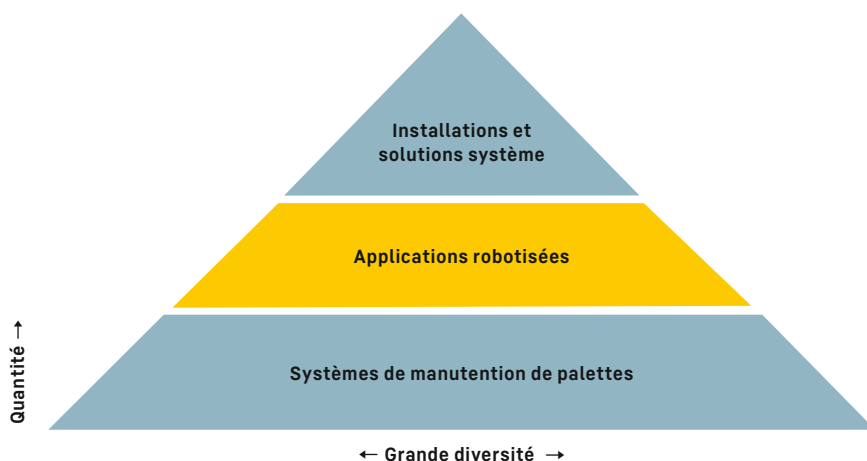 Installations et
solutions système
Applications robotisées
Systèmes de manutention de palettes
Quantité →
← Grande diversité →